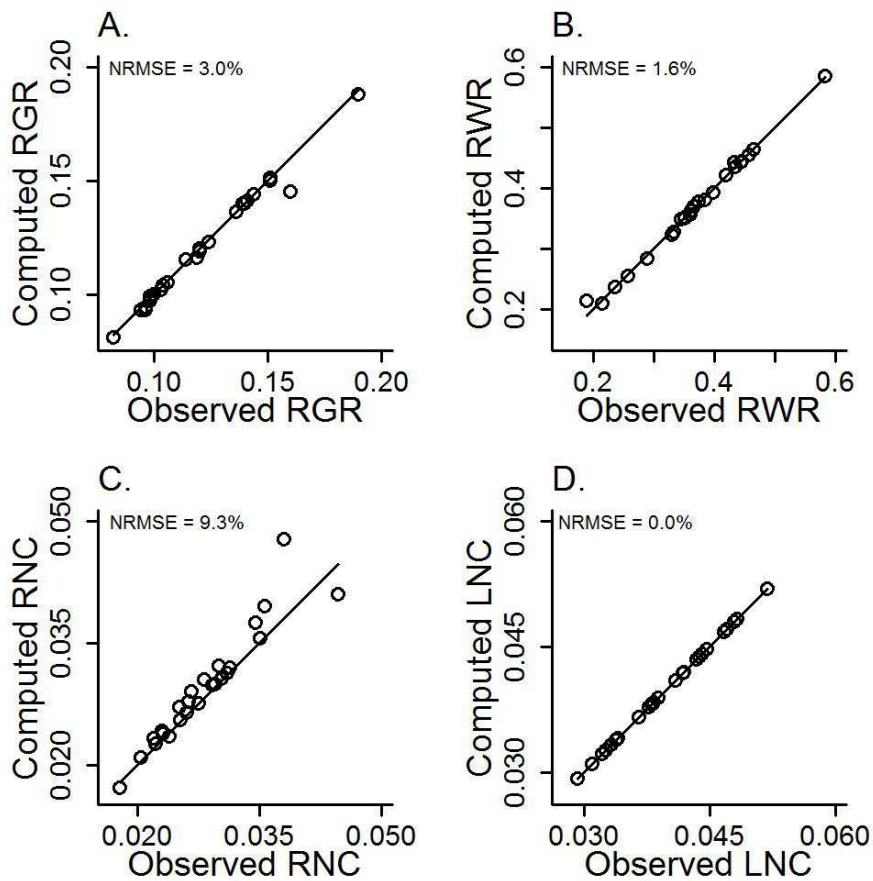 A.
NRMSE = 3.0%
Computed RGR
0.20
0.15
0.10
0.10 0.15 0.20
Observed RGR
B.
NRMSE = 1.6%
Computed RWR
0.6
0.4
0.2
0.2 0.4 0.6
Observed RWR
C.
NRMSE = 9.3%
Computed RNC
0.050
0.035
0.020
0.020 0.035 0.050
Observed RNC
D.
NRMSE = 0.0%
Computed LNC
0.060
0.045
0.030
0.030 0.045 0.060
Observed LNC